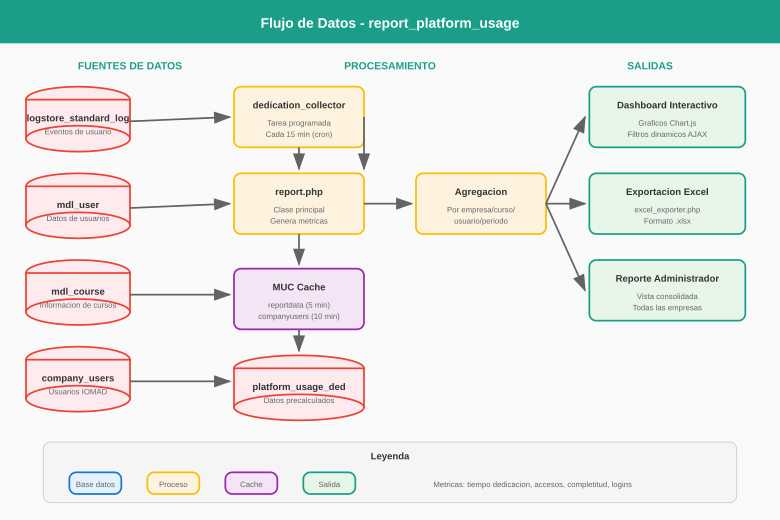 Flujo de Datos - report_platform_usage
FUENTES DE DATOS
PROCESAMIENTO
SALIDAS
logstore_standard_log
Eventos de usuario
dedication_collector
Tarea programada
Cada 15 min (cron)
Dashboard Interactivo
Graficos Chart.js
Filtros dinamicos AJAX
mdl_user
Datos de usuarios
report.php
Clase principal
Genera metricas
Agregacion
Por empresa/curso/
usuario/periodo
Exportacion Excel
excel_exporter.php
Formato .xlsx
mdl_course
Informacion de cursos
MUC Cache
reportdata (5 min)
companyusers (10 min)
Reporte Administrador
Vista consolidada
Todas las empresas
company_users
Usuarios IOMAD
platform_usage_ded
Datos precalculados
Leyenda
Base datos
Proceso
Cache
Salida
Metricas: tiempo dedicacion, accesos, completitud, logins